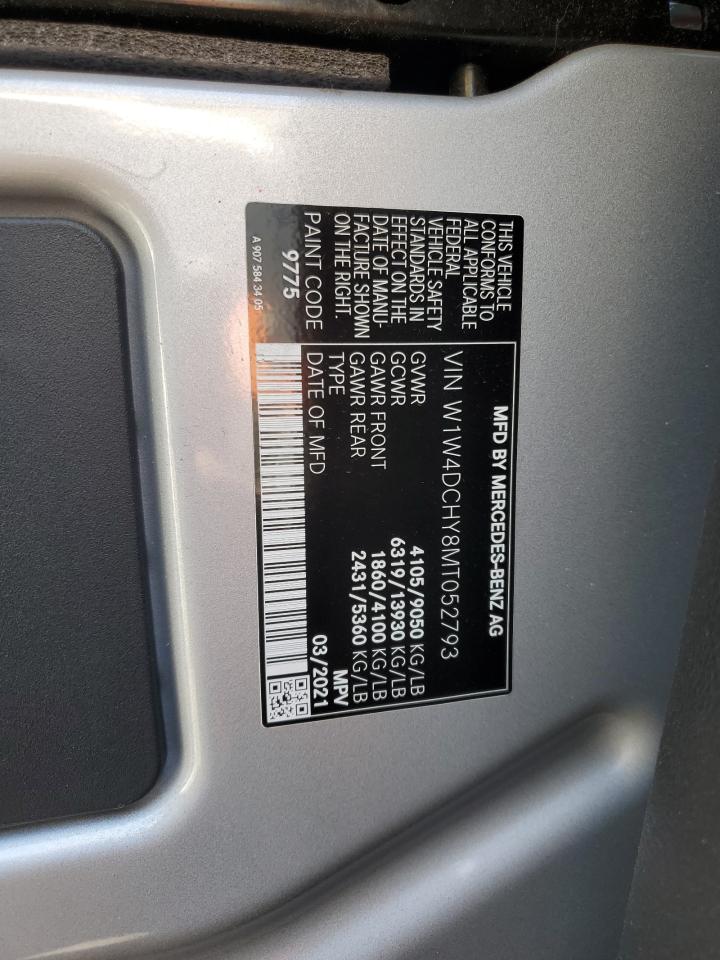 MFD BY MERCEDES-BENZ AG
VIN W1W4DCHY8MT052793
THIS VEHICLE
CONFORMS TO
ALL APPLICABLE
FEDERAL
VEHICLE SAFETY
STANDARDS IN
EFFECT ON THE
DATE OF MANU-
FACTURE SHOWN
ON THE RIGHT.
GVWR 4105/9050 KG/LB
GCWR 6319/13930 KG/LB
GAWR FRONT 1860/4100 KG/LB
GAWR REAR 2431/5360 KG/LB
TYPE MPV
DATE OF MFD 03/2021
PAINT CODE
9775
A 907 584 34 05